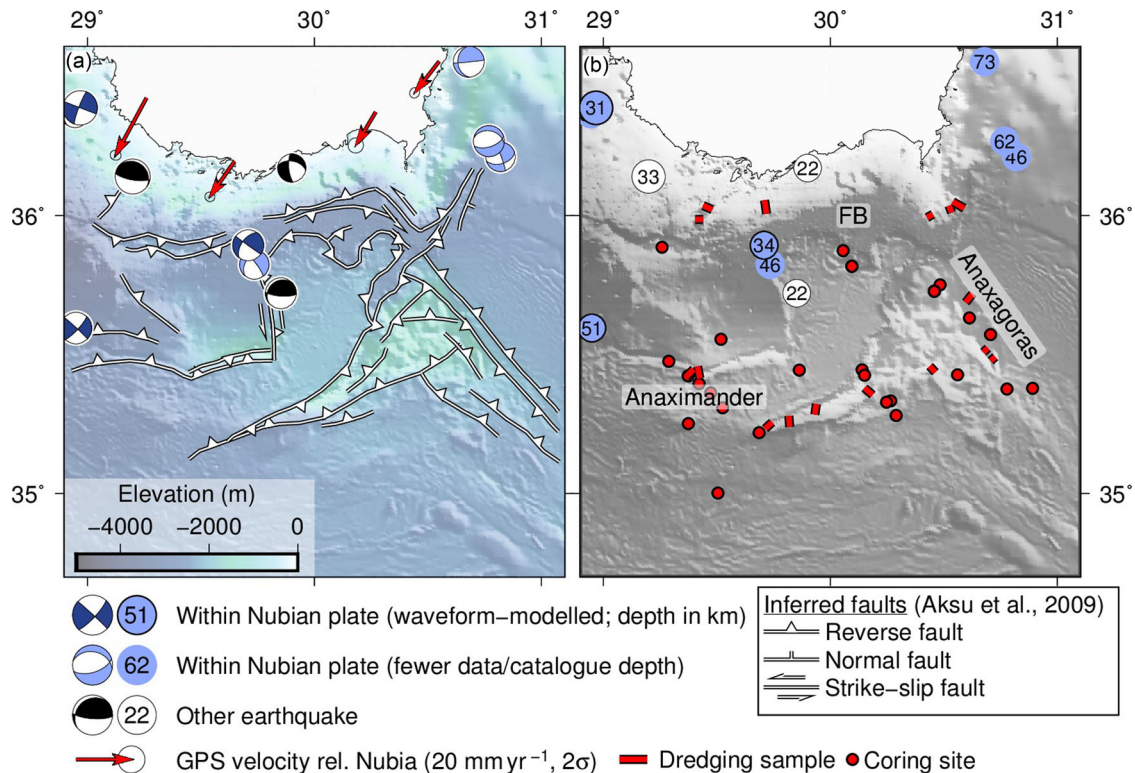 29˚ 30˚ 31˚ 29˚ 30˚ 31˚
(a) (b) 73
31
62
46
33 22
36˚ 36˚
FB
34
46
22
Anaxagoras
51
Anaximander
35˚ 35˚
Elevation (m)
−4000 −2000 0
51 Within Nubian plate (waveform−modelled; depth in km)
62 Within Nubian plate (fewer data/catalogue depth)
22 Other earthquake
GPS velocity rel. Nubia (20 mm yr⁻¹, 2σ)
Dredging sample
Coring site
Inferred faults (Aksu et al., 2009)
Reverse fault
Normal fault
Strike−slip fault